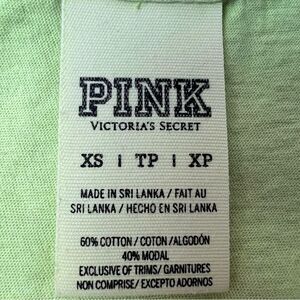 PINK
VICTORIA'S SECRET
XS | TP | XP
MADE IN SRI LANKA / FAIT AU
SRI LANKA / HECHO EN SRI LANKA
60% COTTON / COTON / ALGODÓN
40% MODAL
EXCLUSIVE OF TRIMS/ GARNITURES
NON COMPRISE/ EXCEPTO ADORNOS